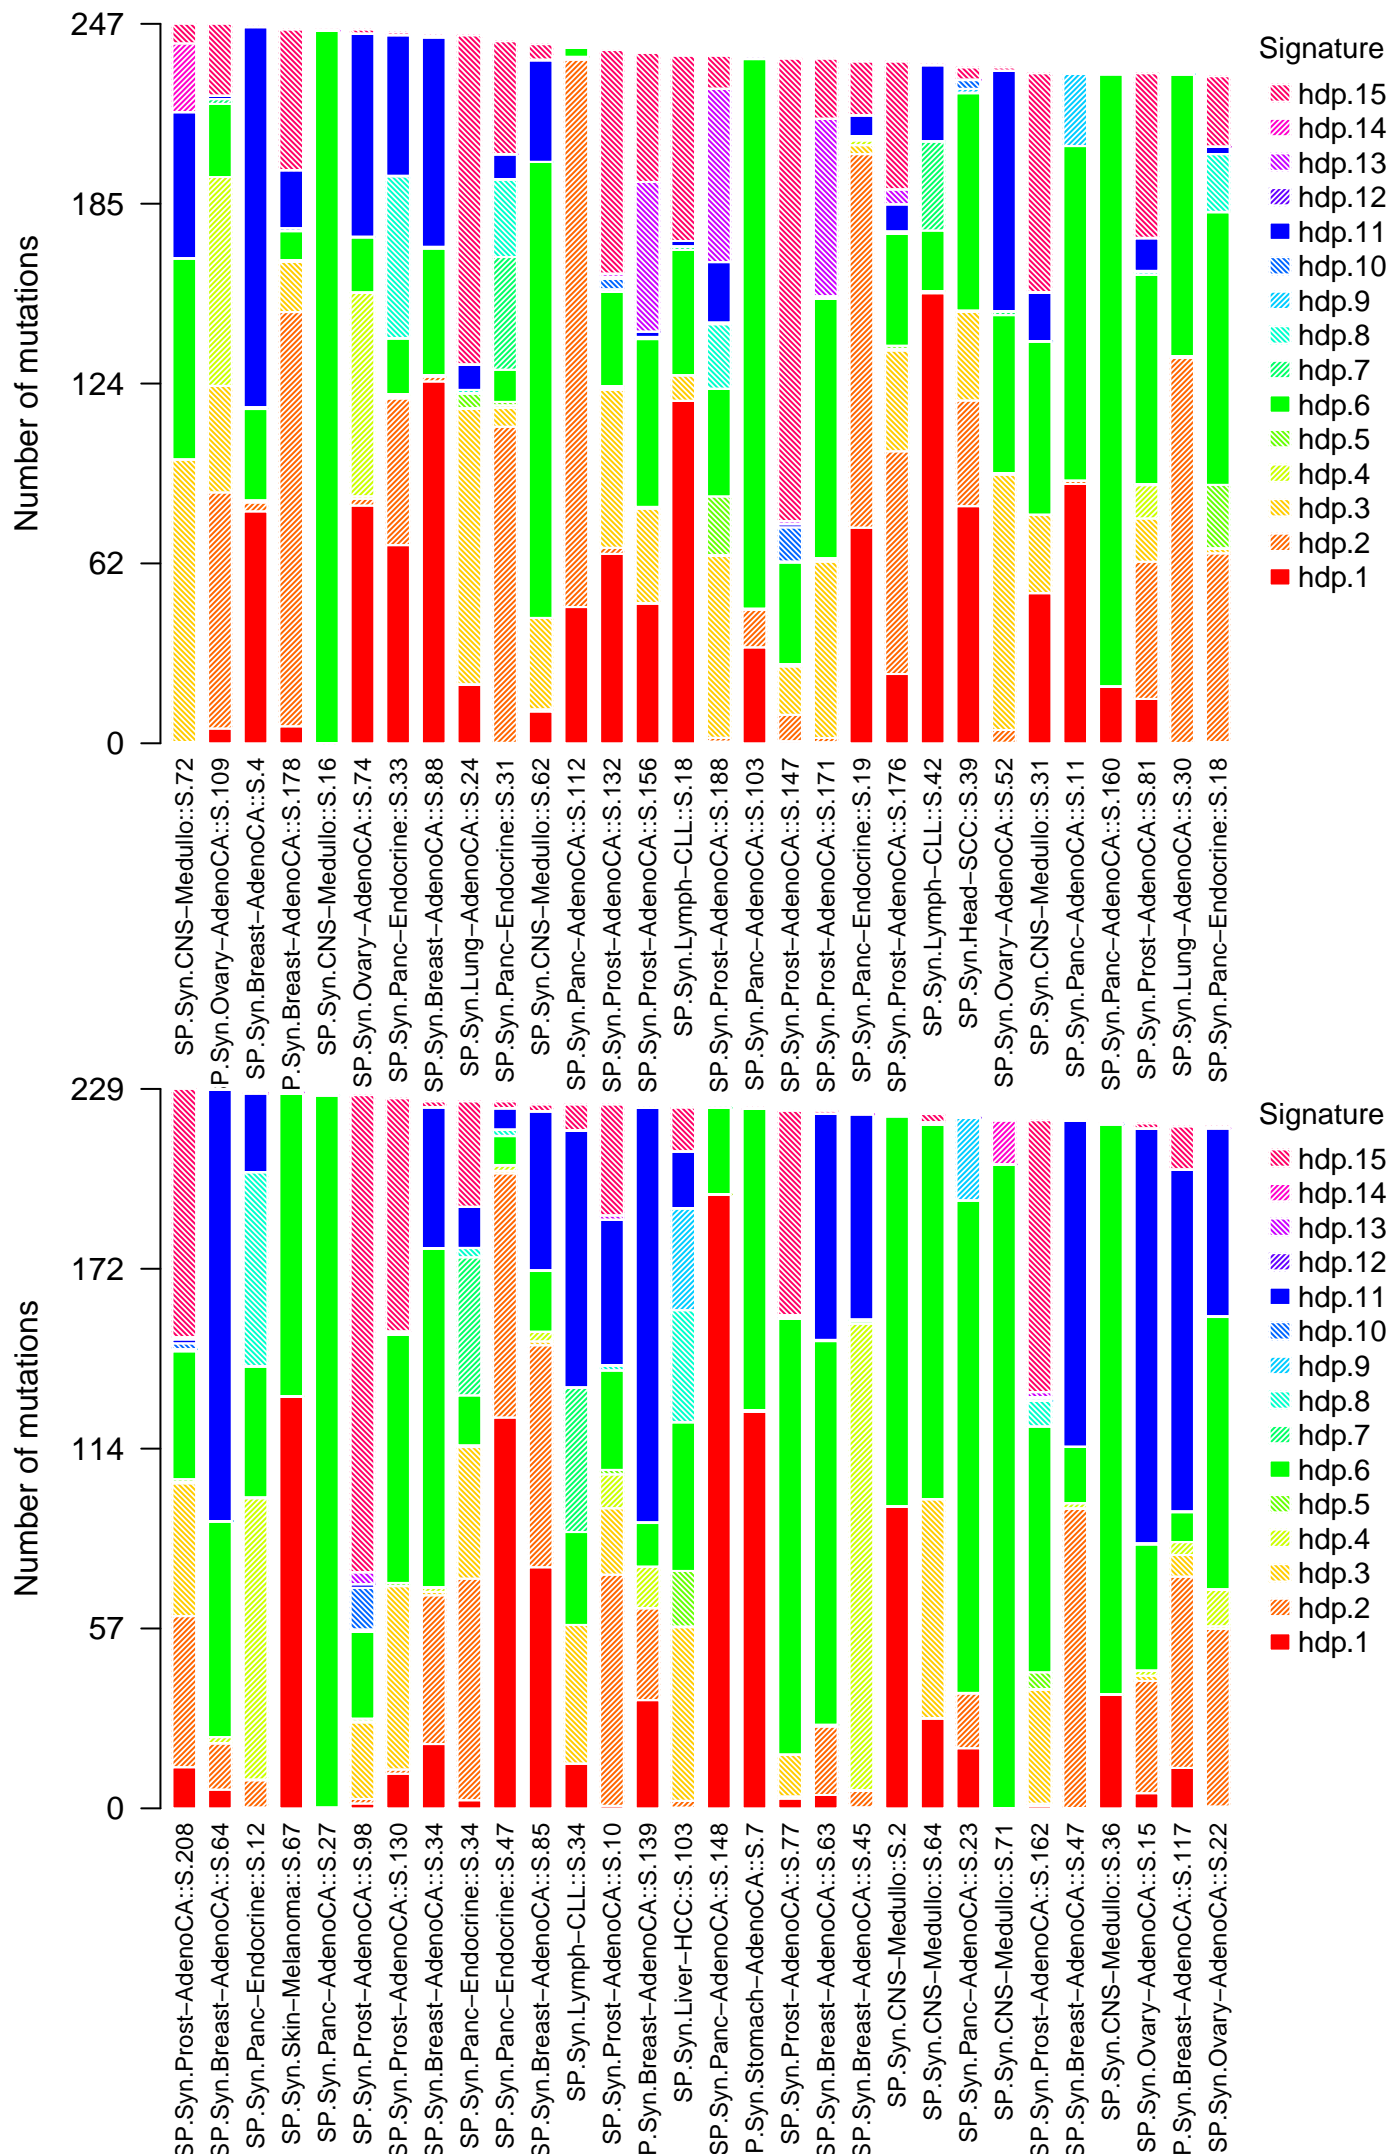 247
185
124
62
0
Number of mutations
Signature
hdp.15
hdp.14
hdp.13
hdp.12
hdp.11
hdp.10
hdp.9
hdp.8
hdp.7
hdp.6
hdp.5
hdp.4
hdp.3
hdp.2
hdp.1
SP.Syn.CNS−Medullo::S.72
P.Syn.Ovary−AdenoCA::S.109
SP.Syn.Breast−AdenoCA::S.4
P.Syn.Breast−AdenoCA::S.178
SP.Syn.CNS−Medullo::S.16
SP.Syn.Ovary−AdenoCA::S.74
SP.Syn.Panc−Endocrine::S.33
SP.Syn.Breast−AdenoCA::S.88
SP.Syn.Lung−AdenoCA::S.24
SP.Syn.Panc−Endocrine::S.31
SP.Syn.CNS−Medullo::S.62
SP.Syn.Panc−AdenoCA::S.112
SP.Syn.Prost−AdenoCA::S.132
SP.Syn.Prost−AdenoCA::S.156
SP.Syn.Lymph−CLL::S.18
SP.Syn.Prost−AdenoCA::S.188
SP.Syn.Panc−AdenoCA::S.103
SP.Syn.Prost−AdenoCA::S.147
SP.Syn.Prost−AdenoCA::S.171
SP.Syn.Panc−Endocrine::S.19
SP.Syn.Prost−AdenoCA::S.176
SP.Syn.Lymph−CLL::S.42
SP.Syn.Head−SCC::S.39
SP.Syn.Ovary−AdenoCA::S.52
SP.Syn.CNS−Medullo::S.31
SP.Syn.Panc−AdenoCA::S.11
SP.Syn.Panc−AdenoCA::S.160
SP.Syn.Prost−AdenoCA::S.81
SP.Syn.Lung−AdenoCA::S.30
SP.Syn.Panc−Endocrine::S.18
229
172
114
57
0
Number of mutations
Signature
hdp.15
hdp.14
hdp.13
hdp.12
hdp.11
hdp.10
hdp.9
hdp.8
hdp.7
hdp.6
hdp.5
hdp.4
hdp.3
hdp.2
hdp.1
SP.Syn.Prost−AdenoCA::S.208
SP.Syn.Breast−AdenoCA::S.64
SP.Syn.Panc−Endocrine::S.12
SP.Syn.Skin−Melanoma::S.67
SP.Syn.Panc−AdenoCA::S.27
SP.Syn.Prost−AdenoCA::S.98
SP.Syn.Prost−AdenoCA::S.130
SP.Syn.Breast−AdenoCA::S.34
SP.Syn.Panc−Endocrine::S.34
SP.Syn.Panc−Endocrine::S.47
SP.Syn.Breast−AdenoCA::S.85
SP.Syn.Lymph−CLL::S.34
SP.Syn.Prost−AdenoCA::S.10
P.Syn.Breast−AdenoCA::S.139
SP.Syn.Liver−HCC::S.103
SP.Syn.Panc−AdenoCA::S.148
P.Syn.Stomach−AdenoCA::S.7
SP.Syn.Prost−AdenoCA::S.77
SP.Syn.Breast−AdenoCA::S.63
SP.Syn.Breast−AdenoCA::S.45
SP.Syn.CNS−Medullo::S.2
SP.Syn.CNS−Medullo::S.64
SP.Syn.Panc−AdenoCA::S.23
SP.Syn.CNS−Medullo::S.71
SP.Syn.Prost−AdenoCA::S.162
SP.Syn.Breast−AdenoCA::S.47
SP.Syn.CNS−Medullo::S.36
SP.Syn.Ovary−AdenoCA::S.15
P.Syn.Breast−AdenoCA::S.117
SP.Syn.Ovary−AdenoCA::S.22